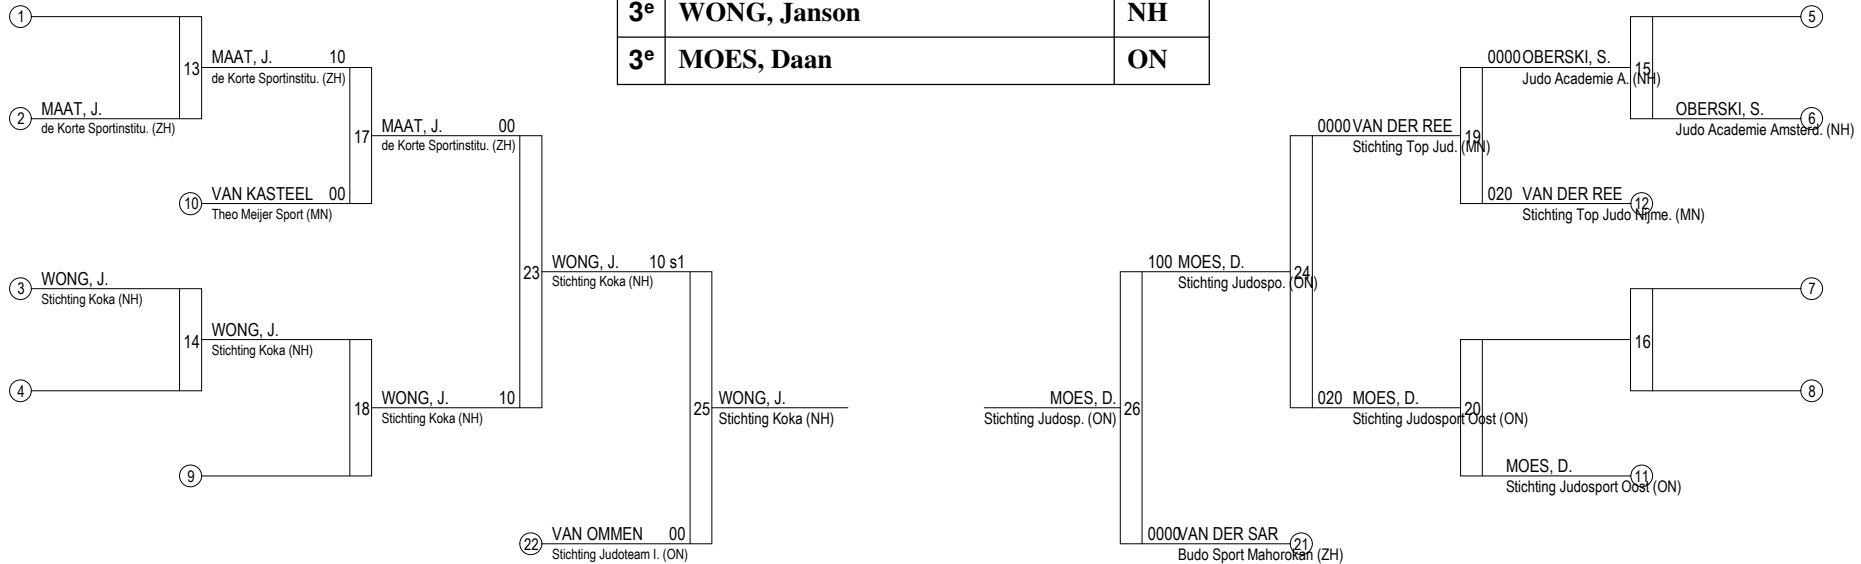 3e WONG, Janson NH
3e MOES, Daan ON
1
13
MAAT, J. 10
de Korte Sportinstitu. (ZH)
2
MAAT, J.
de Korte Sportinstitu. (ZH)
17
MAAT, J. 00
de Korte Sportinstitu. (ZH)
10
VAN KASTEEL 00
Theo Meijer Sport (MN)
3
WONG, J.
Stichting Koka (NH)
14
WONG, J.
Stichting Koka (NH)
4
18
WONG, J. 10
Stichting Koka (NH)
9
23
WONG, J. 10 s1
Stichting Koka (NH)
25
WONG, J.
Stichting Koka (NH)
22
VAN OMMEN 00
Stichting Judoteam I. (ON)
5
15
0000 OBERSKI, S.
Judo Academie A. (NH)
OBERSKI, S.
6
Judo Academie Amsterd. (NH)
0000 VAN DER REE
19
Stichting Top Jud. (MN)
020 VAN DER REE
12
Stichting Top Judo Nijme. (MN)
100 MOES, D.
24
Stichting Judospo. (ON)
7
16
8
MOES, D.
26
Stichting Judosp. (ON)
020 MOES, D.
20
Stichting Judosport Oost (ON)
MOES, D.
11
Stichting Judosport Oost (ON)
0000 VAN DER SAR
21
Budo Sport Mahorokan (ZH)